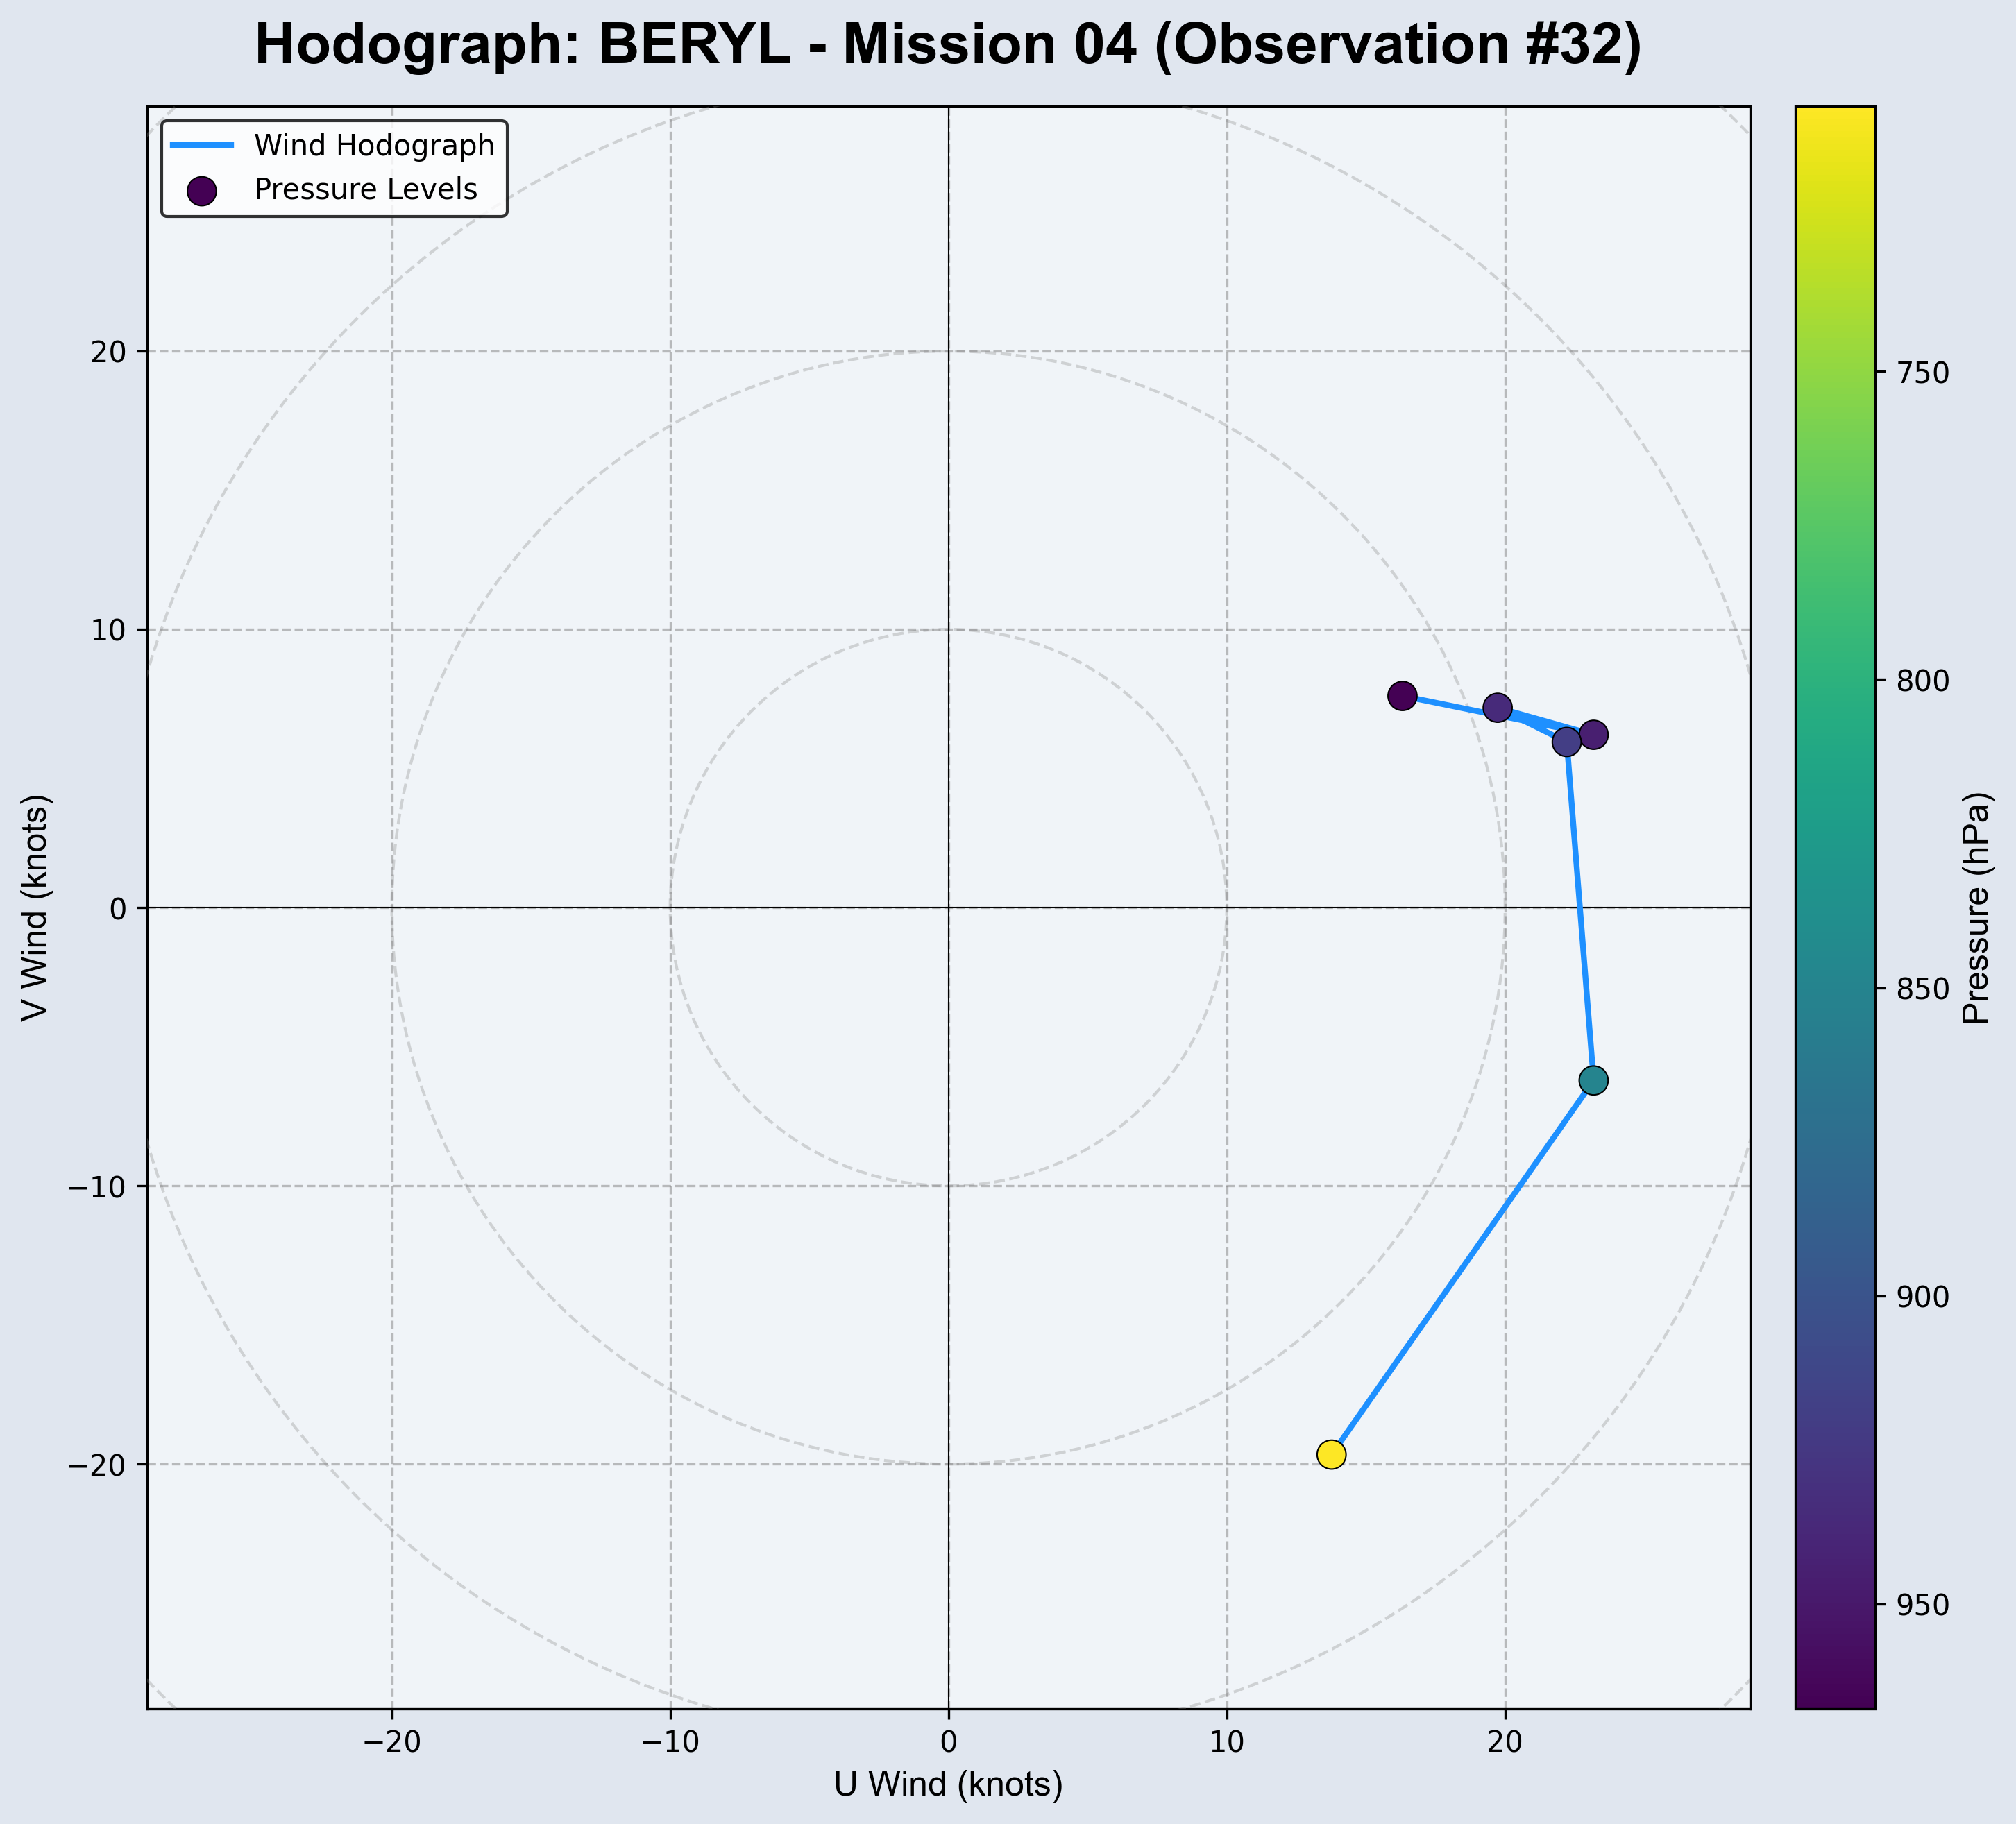 Hodograph: BERYL - Mission 04 (Observation #32)
Wind Hodograph
Pressure Levels
20
10
0
−10
−20
V Wind (knots)
−20
−10
0
10
20
U Wind (knots)
750
800
850
900
950
Pressure (hPa)